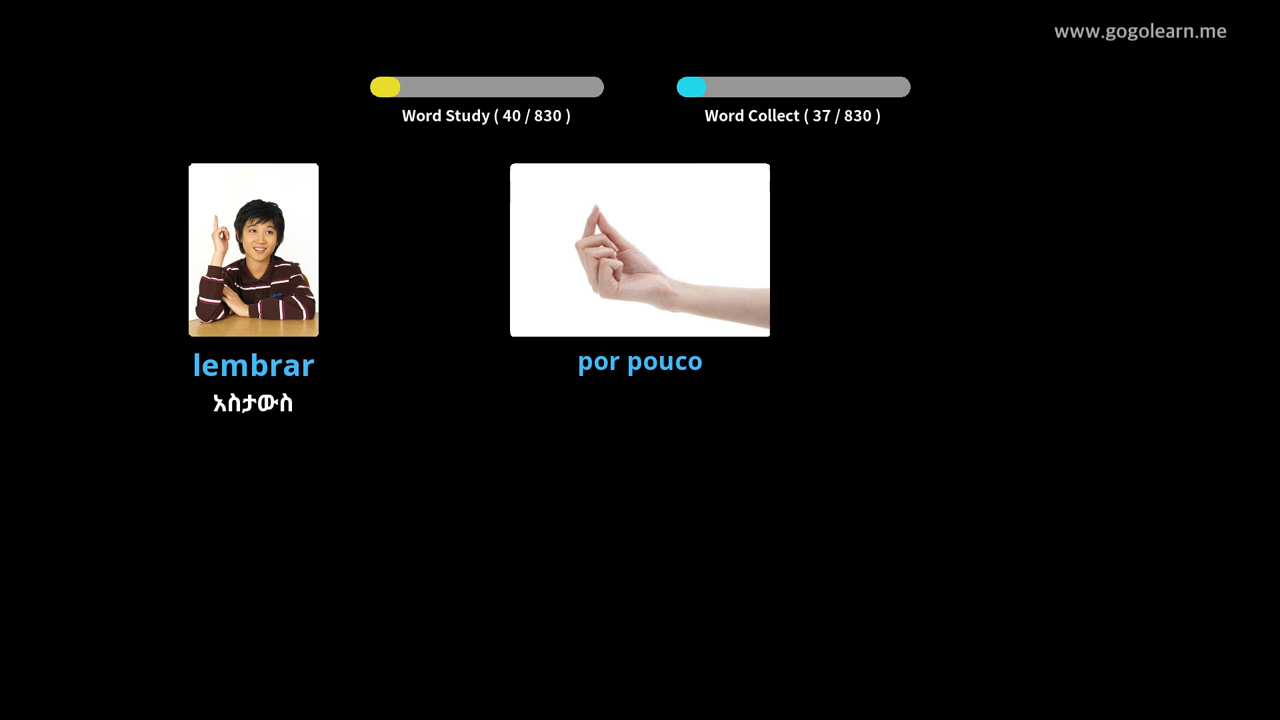 www.gogolearn.me
Word Study ( 40 / 830 )
Word Collect ( 37 / 830 )
lembrar
አስታውስ
por pouco